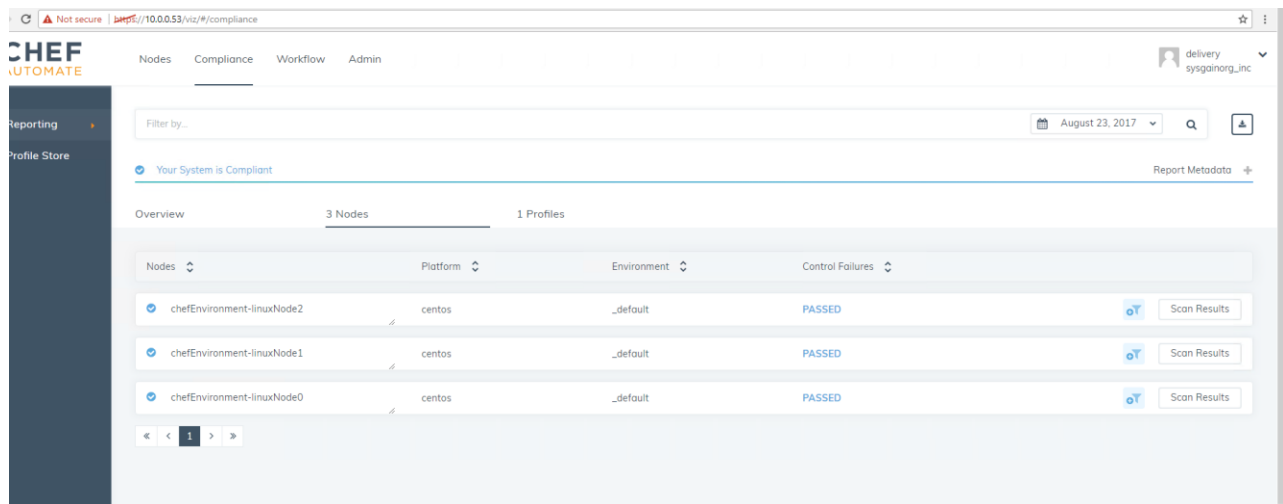 Not secure | https://10.0.0.53/viz/#/compliance
CHEF
AUTOMATE
Nodes Compliance Workflow Admin
delivery
sysgainorg_inc
Reporting
Profile Store
Filter by...
August 23, 2017
Your System is Compliant
Report Metadata +
Overview 3 Nodes 1 Profiles
Nodes Platform Environment Control Failures
chefEnvironment-linuxNode2 centos _default PASSED Scan Results
chefEnvironment-linuxNode1 centos _default PASSED Scan Results
chefEnvironment-linuxNode0 centos _default PASSED Scan Results
« < 1 > »